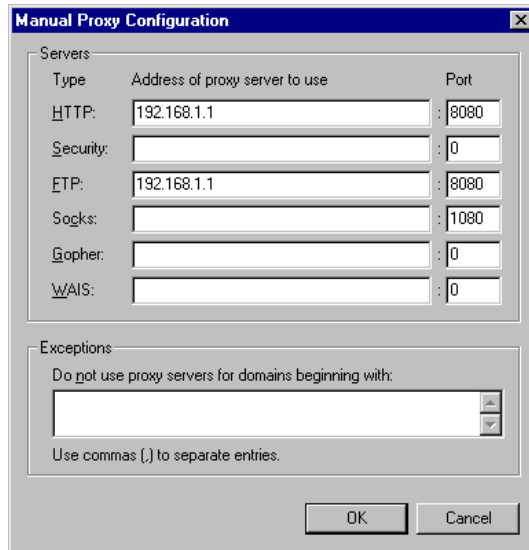 Manual Proxy Configuration
Servers
Type Address of proxy server to use Port
HTTP: 192.168.1.1 : 8080
Security: : 0
FTP: 192.168.1.1 : 8080
Socks: : 1080
Gopher: : 0
WAIS: : 0
Exceptions
Do not use proxy servers for domains beginning with:
Use commas (,) to separate entries.
OK Cancel